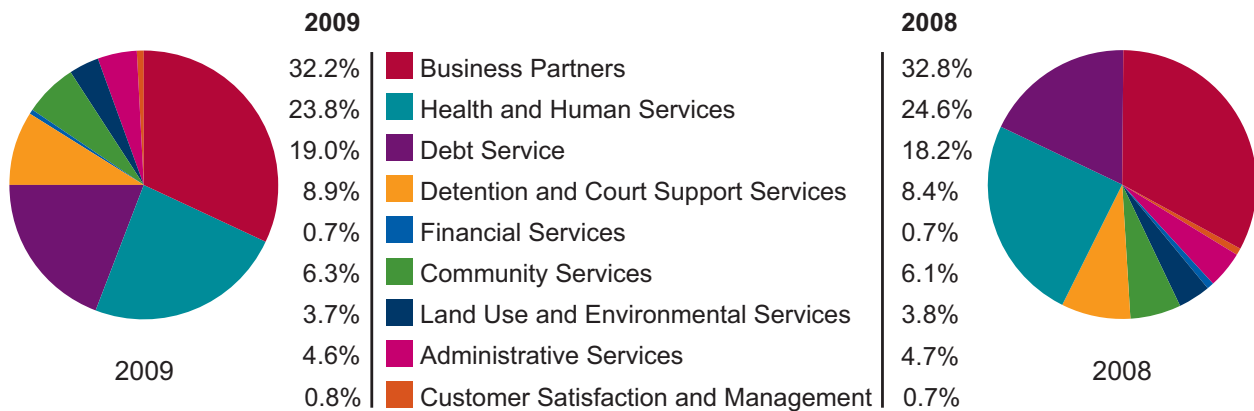 2009 2008
32.2% Business Partners 32.8%
23.8% Health and Human Services 24.6%
19.0% Debt Service 18.2%
8.9% Detention and Court Support Services 8.4%
0.7% Financial Services 0.7%
6.3% Community Services 6.1%
3.7% Land Use and Environmental Services 3.8%
4.6% Administrative Services 4.7%
0.8% Customer Satisfaction and Management 0.7%
2009
2008